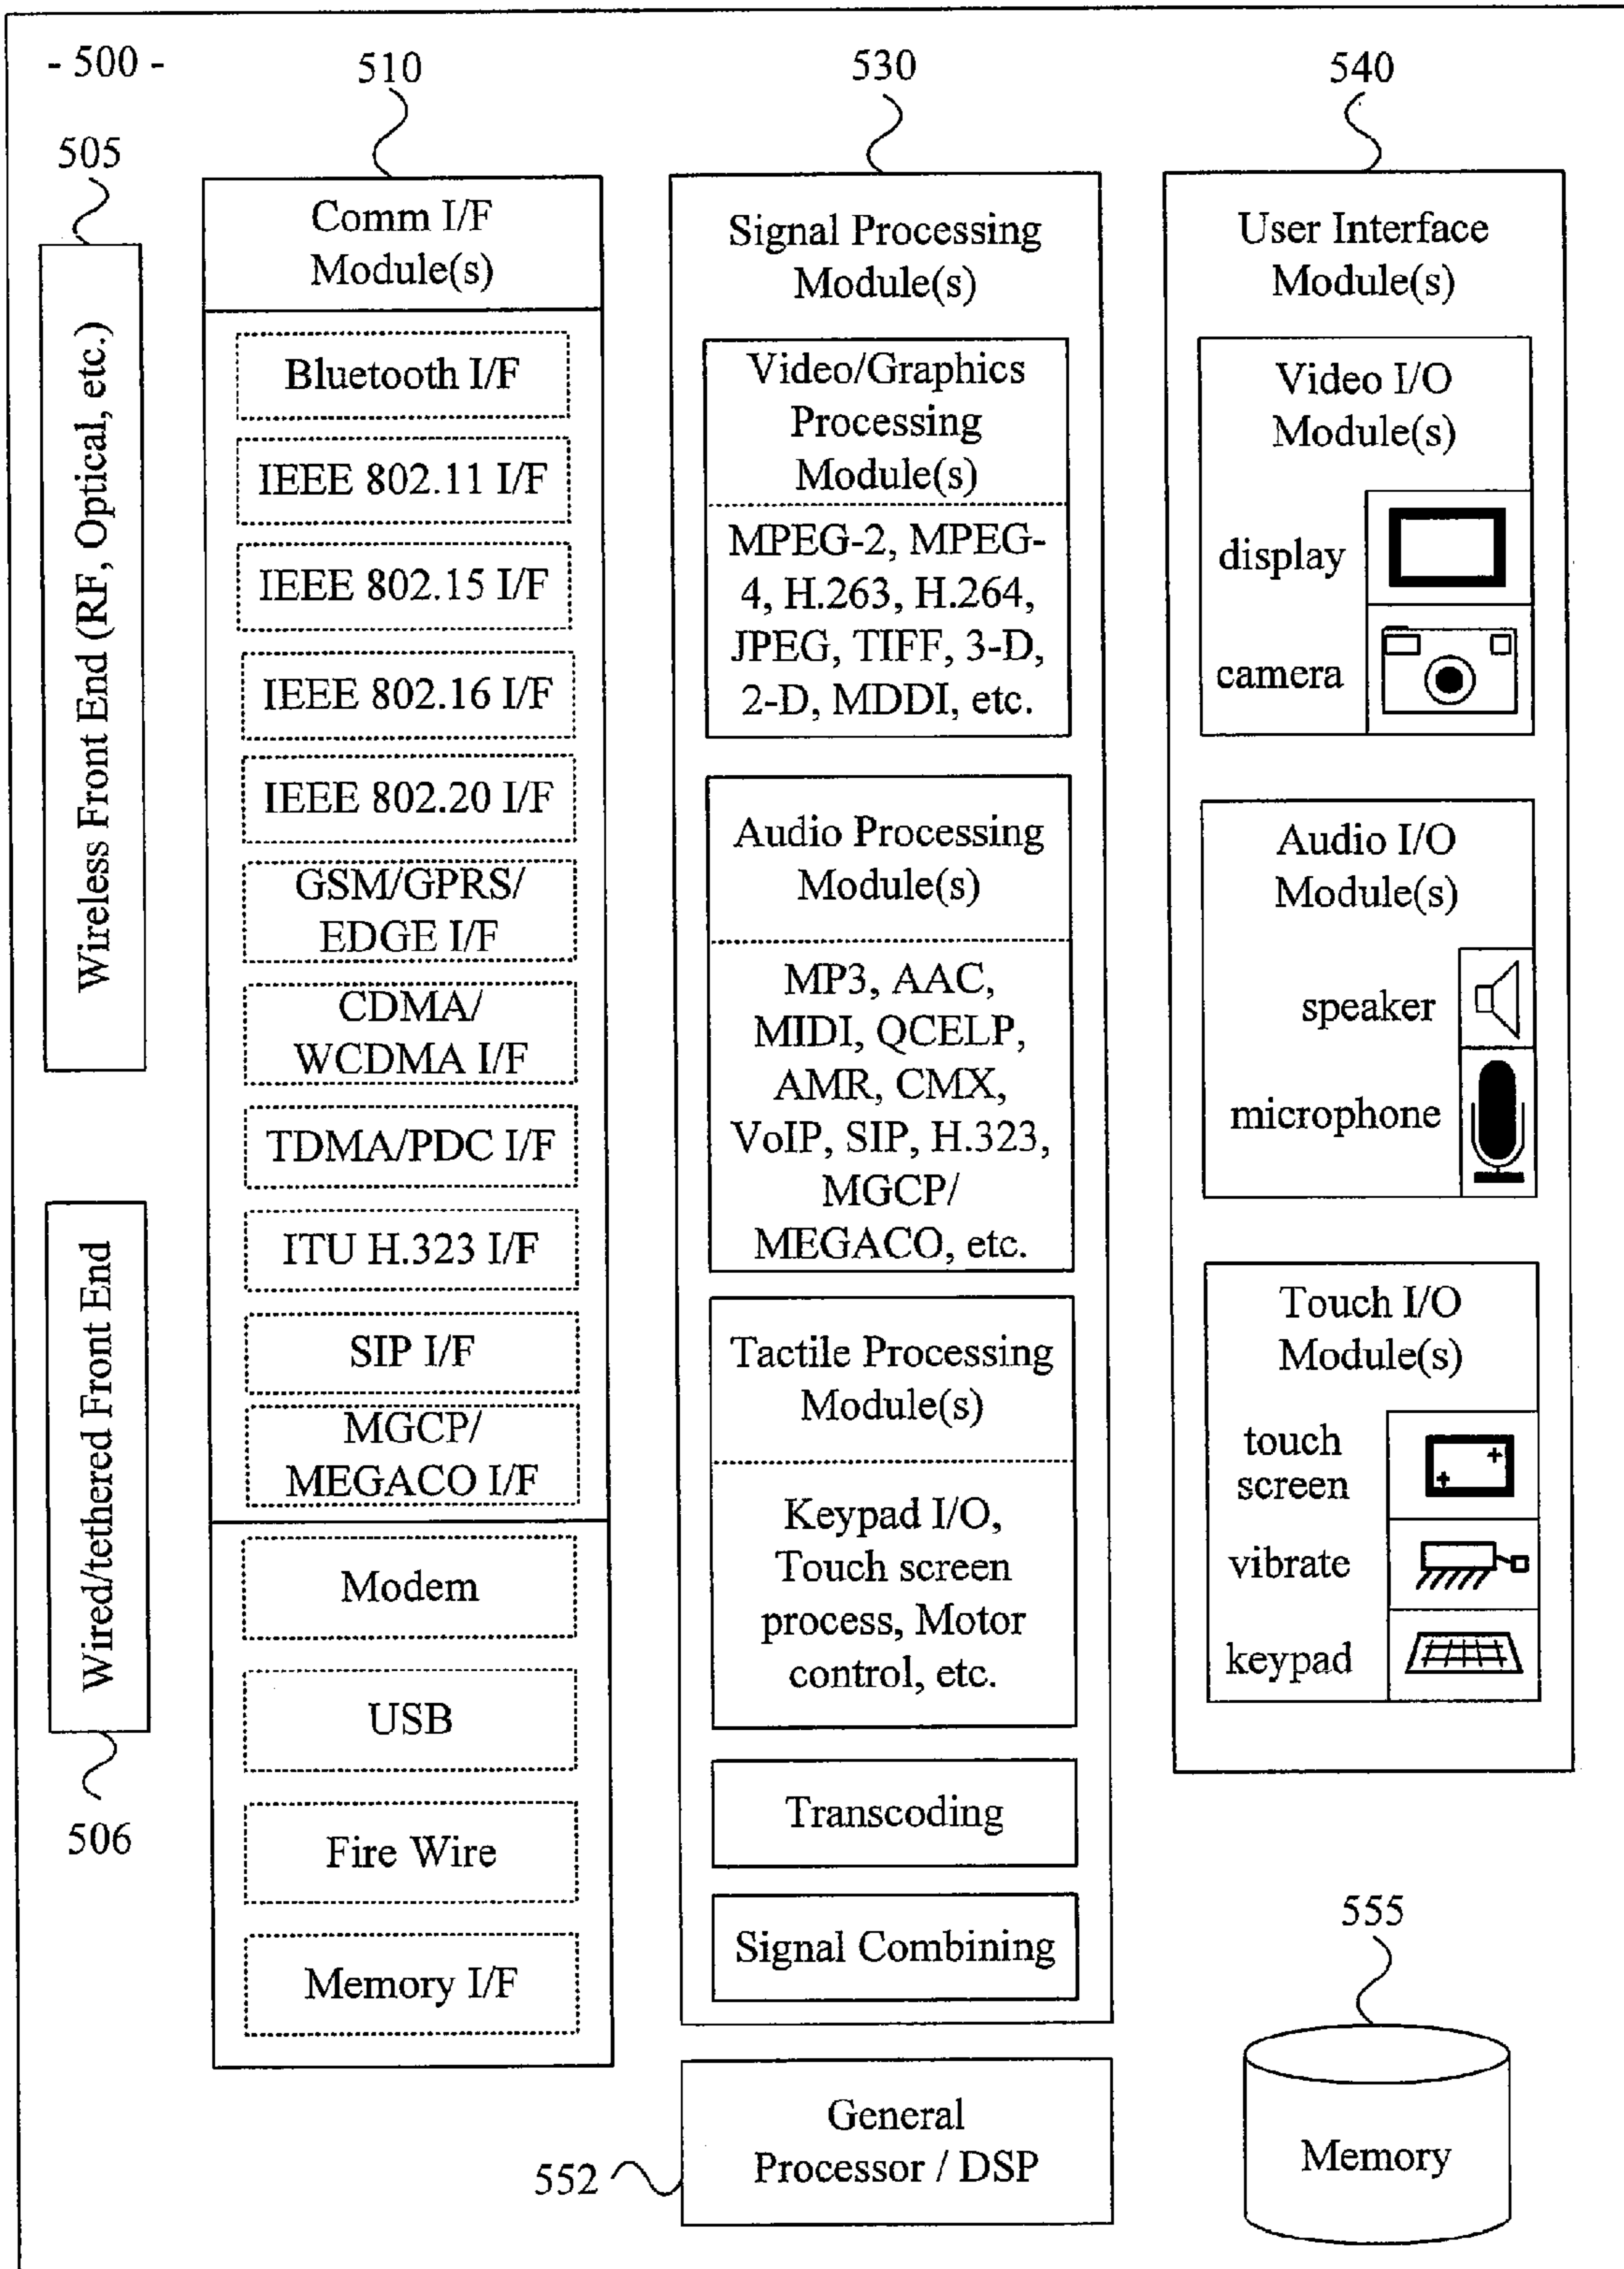 - 500 -
505
Wireless Front End (RF, Optical, etc.)
Wired/tethered Front End
506
510
Comm I/F
Module(s)
Bluetooth I/F
IEEE 802.11 I/F
IEEE 802.15 I/F
IEEE 802.16 I/F
IEEE 802.20 I/F
GSM/GPRS/
EDGE I/F
CDMA/
WCDMA I/F
TDMA/PDC I/F
ITU H.323 I/F
SIP I/F
MGCP/
MEGACO I/F
Modem
USB
Fire Wire
Memory I/F
530
Signal Processing
Module(s)
Video/Graphics
Processing
Module(s)
MPEG-2, MPEG-
4, H.263, H.264,
JPEG, TIFF, 3-D,
2-D, MDDI, etc.
Audio Processing
Module(s)
MP3, AAC,
MIDI, QCELP,
AMR, CMX,
VoIP, SIP, H.323,
MGCP/
MEGACO, etc.
Tactile Processing
Module(s)
Keypad I/O,
Touch screen
process, Motor
control, etc.
Transcoding
Signal Combining
552
General
Processor / DSP
540
User Interface
Module(s)
Video I/O
Module(s)
display
camera
Audio I/O
Module(s)
speaker
microphone
Touch I/O
Module(s)
touch
screen
vibrate
keypad
555
Memory